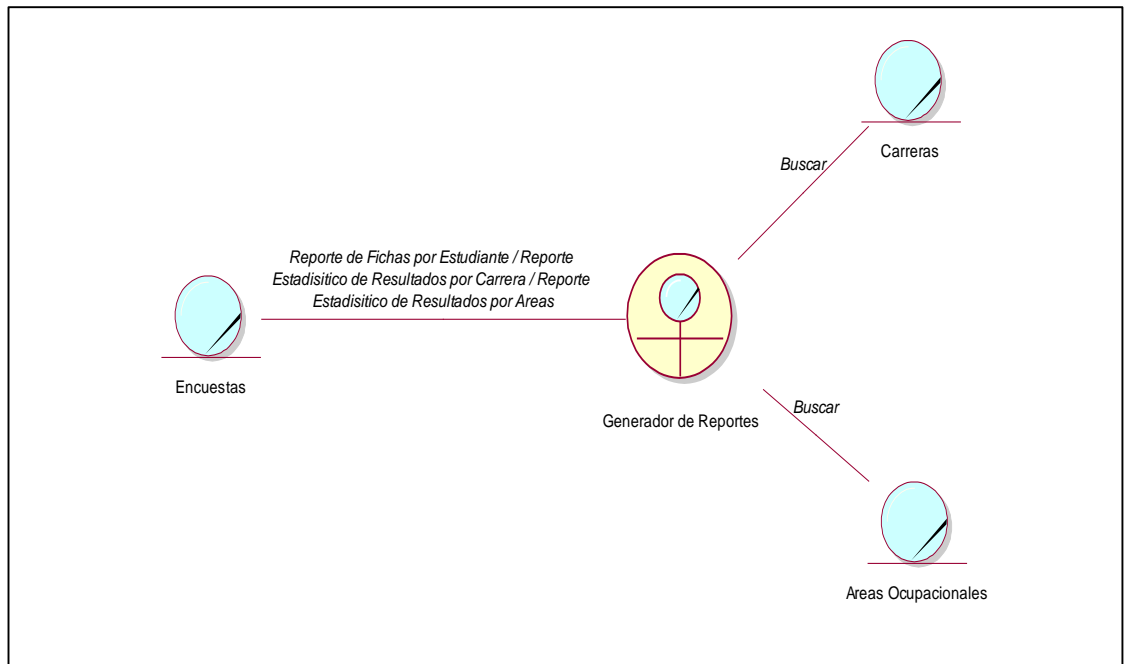 Carreras
Buscar
Reporte de Fichas por Estudiante / Reporte
Estadisitico de Resultados por Carrera / Reporte
Estadisitico de Resultados por Areas
Encuestas
Generador de Reportes
Buscar
Areas Ocupacionales